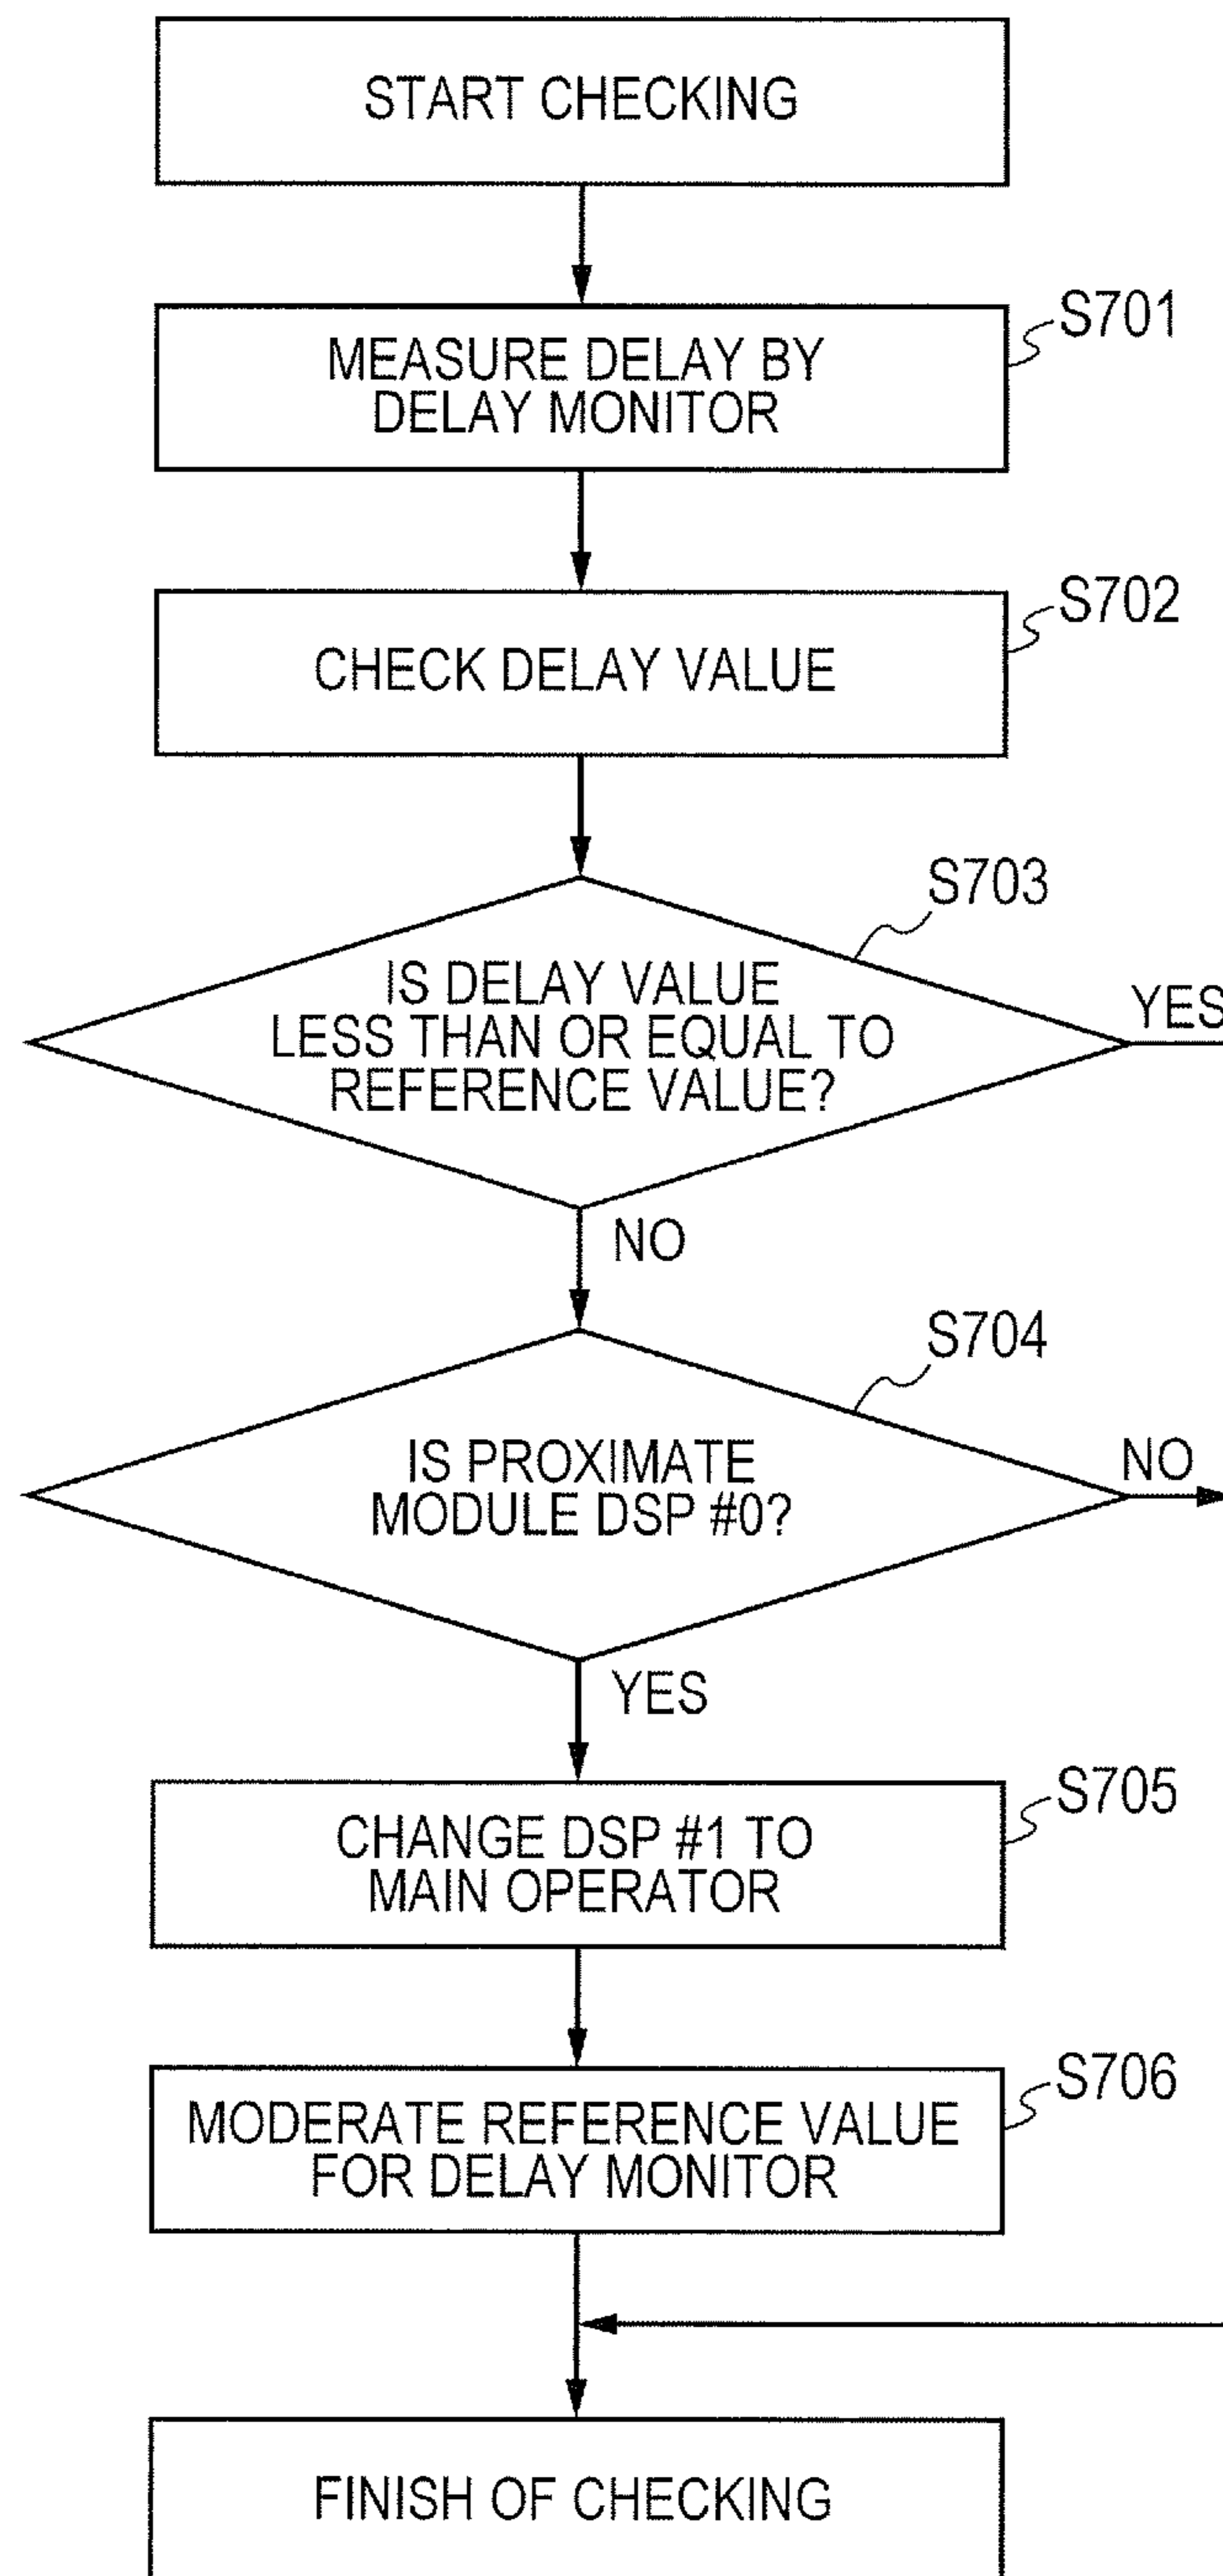 START CHECKING
S701
MEASURE DELAY BY
DELAY MONITOR
S702
CHECK DELAY VALUE
S703
IS DELAY VALUE
LESS THAN OR EQUAL TO
REFERENCE VALUE?
YES
NO
S704
IS PROXIMATE
MODULE DSP #0?
NO
YES
S705
CHANGE DSP #1 TO
MAIN OPERATOR
S706
MODERATE REFERENCE VALUE
FOR DELAY MONITOR
FINISH OF CHECKING